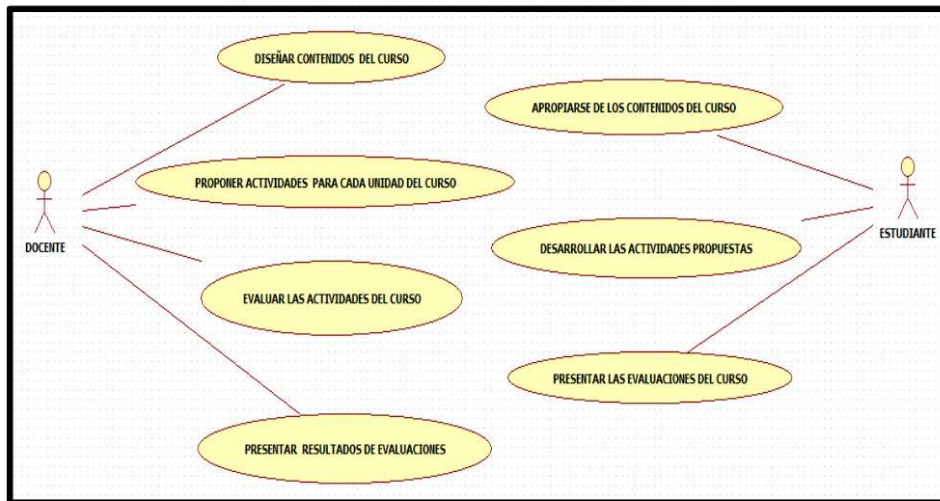 DISEÑAR CONTENIDOS DEL CURSO
APROPIARSE DE LOS CONTENIDOS DEL CURSO
PROPONER ACTIVIDADES PARA CADA UNIDAD DEL CURSO
DOCENTE
ESTUDIANTE
DESARROLLAR LAS ACTIVIDADES PROPUESTAS
EVALUAR LAS ACTIVIDADES DEL CURSO
PRESENTAR LAS EVALUACIONES DEL CURSO
PRESENTAR RESULTADOS DE EVALUACIONES